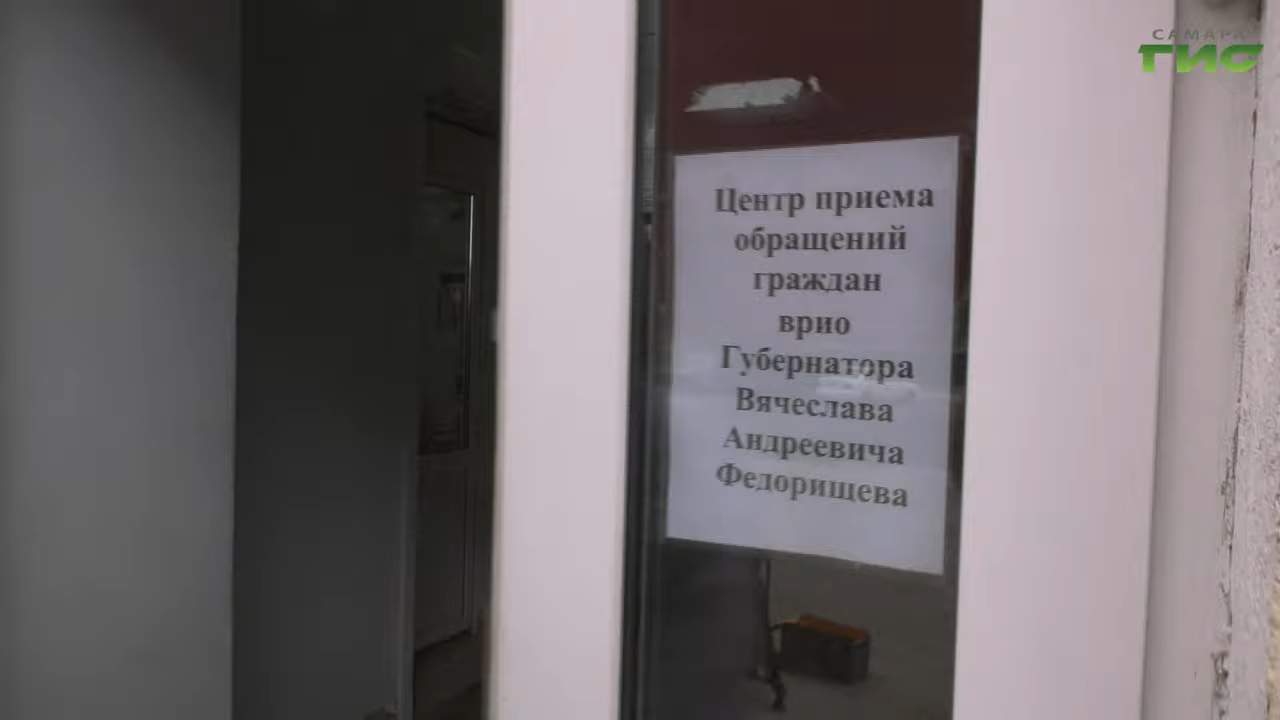 САМАРА
ГИС
Центр приема
обращений
граждан
врио
Губернатора
Вячеслава
Андреевича
Федорищева